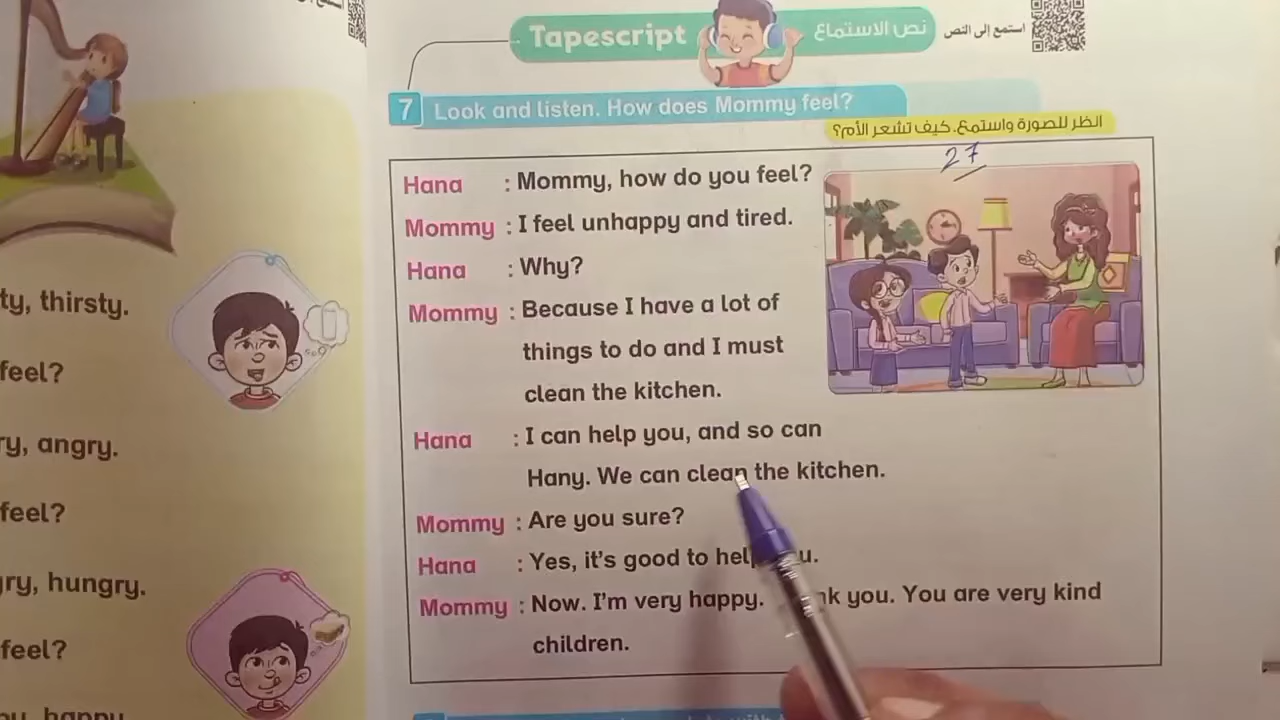 ty, thirsty.
feel?
ry, angry.
feel?
gry, hungry.
feel?
Tapescript
نص الاستماع
استمع إلى النص
7 Look and listen. How does Mommy feel?
انظر للصورة واستمع. كيف تشعر الأم؟
27
Hana : Mommy, how do you feel?
Mommy : I feel unhappy and tired.
Hana : Why?
Mommy : Because I have a lot of
things to do and I must
clean the kitchen.
Hana : I can help you, and so can
Hany. We can clean the kitchen.
Mommy : Are you sure?
Hana : Yes, it's good to hel u.
Mommy : Now. I'm very happy. nk you. You are very kind
children.